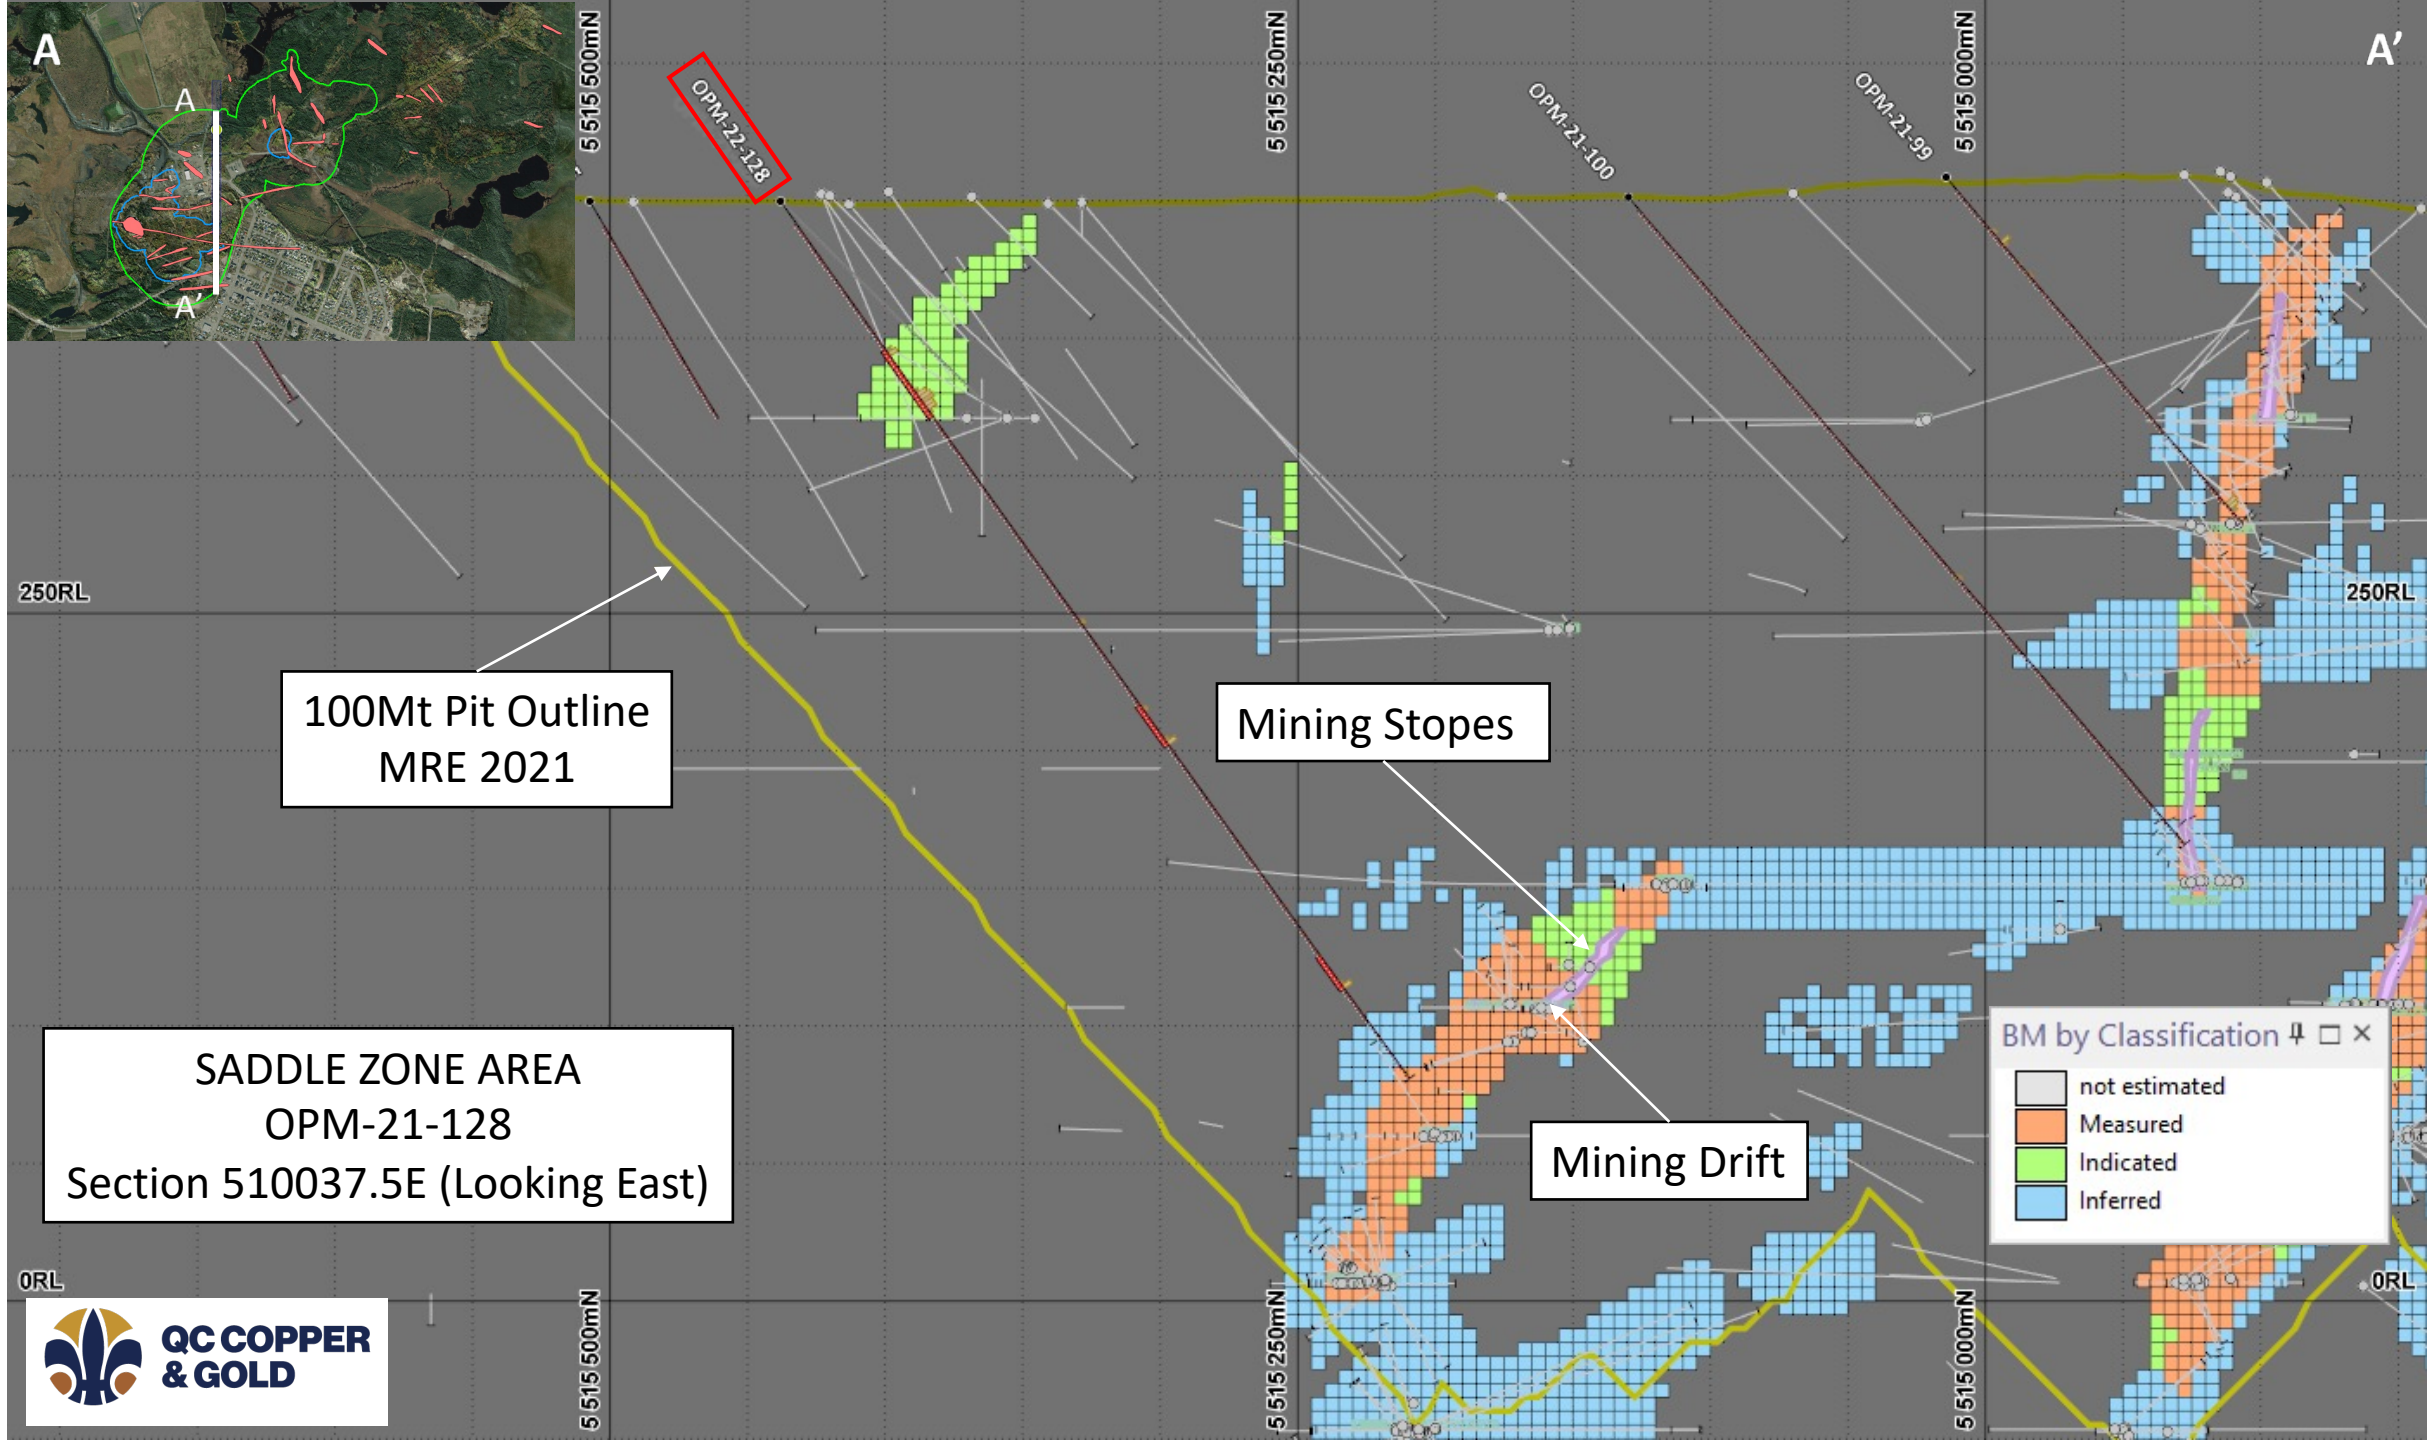 A
A'
A
A'
5 515 500mN
5 515 250mN
5 515 000mN
OPM-22-128
OPM-21-100
OPM-21-99
250RL
250RL
100Mt Pit Outline
MRE 2021
Mining Stopes
SADDLE ZONE AREA
OPM-21-128
Section 510037.5E (Looking East)
Mining Drift
BM by Classification
not estimated
Measured
Indicated
Inferred
0RL
0RL
QC COPPER
& GOLD
5 515 500mN
5 515 250mN
5 515 000mN